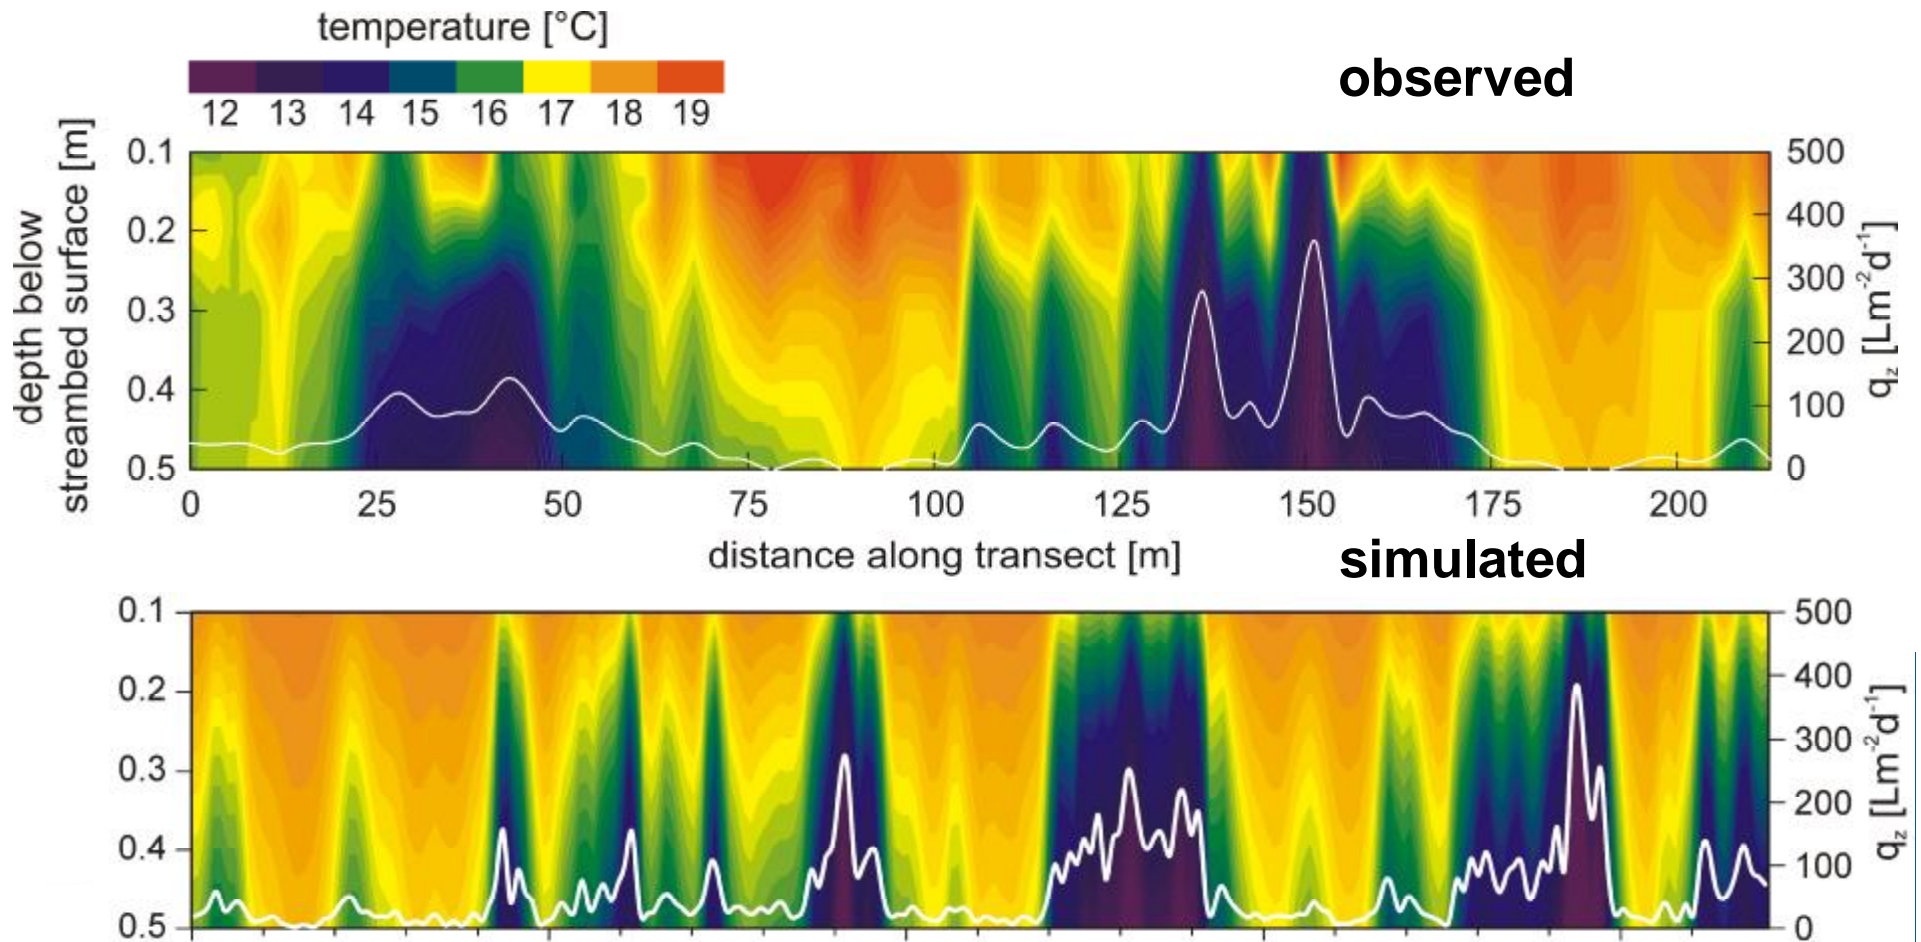 temperature [°C]
12 13 14 15 16 17 18 19
observed
depth below
streambed surface [m]
0.1
0.2
0.3
0.4
0.5
500
400
300
200
100
0
q_z [Lm⁻²d⁻¹]
0 25 50 75 100 125 150 175 200
distance along transect [m]
simulated
0.1
0.2
0.3
0.4
0.5
500
400
300
200
100
0
q_z [Lm⁻²d⁻¹]